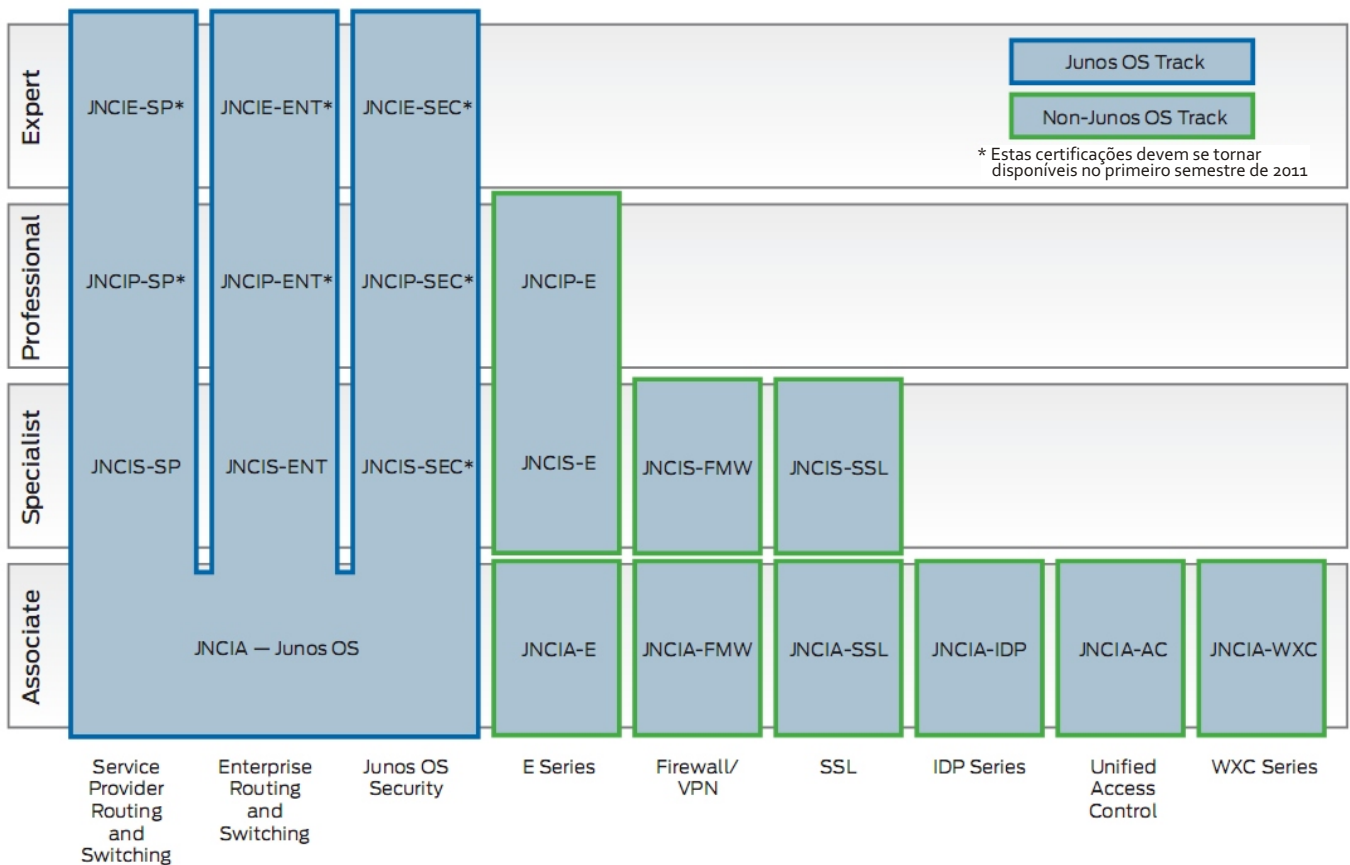 Expert
JNCIE-SP*
JNCIE-ENT*
JNCIE-SEC*
Junos OS Track
Non-Junos OS Track
* Estas certificações devem se tornar
disponíveis no primeiro semestre de 2011
Professional
JNCIP-SP*
JNCIP-ENT*
JNCIP-SEC*
JNCIP-E
Specialist
JNCIS-SP
JNCIS-ENT
JNCIS-SEC*
JNCIS-E
JNCIS-FMW
JNCIS-SSL
Associate
JNCIA — Junos OS
JNCIA-E
JNCIA-FMW
JNCIA-SSL
JNCIA-IDP
JNCIA-AC
JNCIA-WXC
Service
Provider
Routing
and
Switching
Enterprise
Routing
and
Switching
Junos OS
Security
E Series
Firewall/
VPN
SSL
IDP Series
Unified
Access
Control
WXC Series